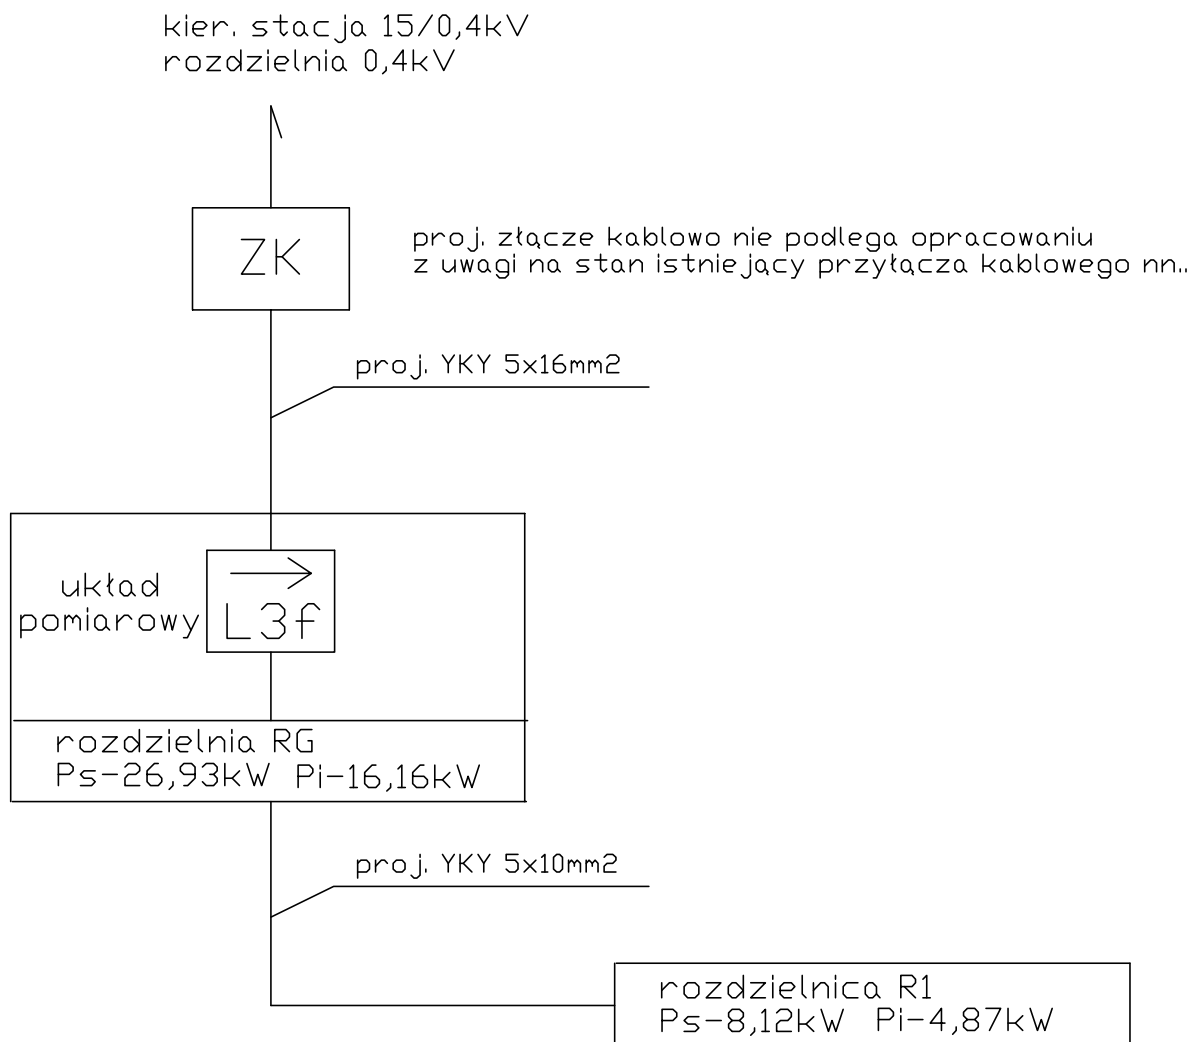 kier. stacja 15/0,4kV
rozdzielnia 0,4kV
ZK
proj. złącze kablowo nie podlega opracowaniu
z uwagi na stan istniejący przyłącza kablowego nn..
proj. YKY 5x16mm2
układ
pomiarowy
L3f
rozdzielnia RG
Ps-26,93kW Pi-16,16kW
proj. YKY 5x10mm2
rozdzielnica R1
Ps-8,12kW Pi-4,87kW